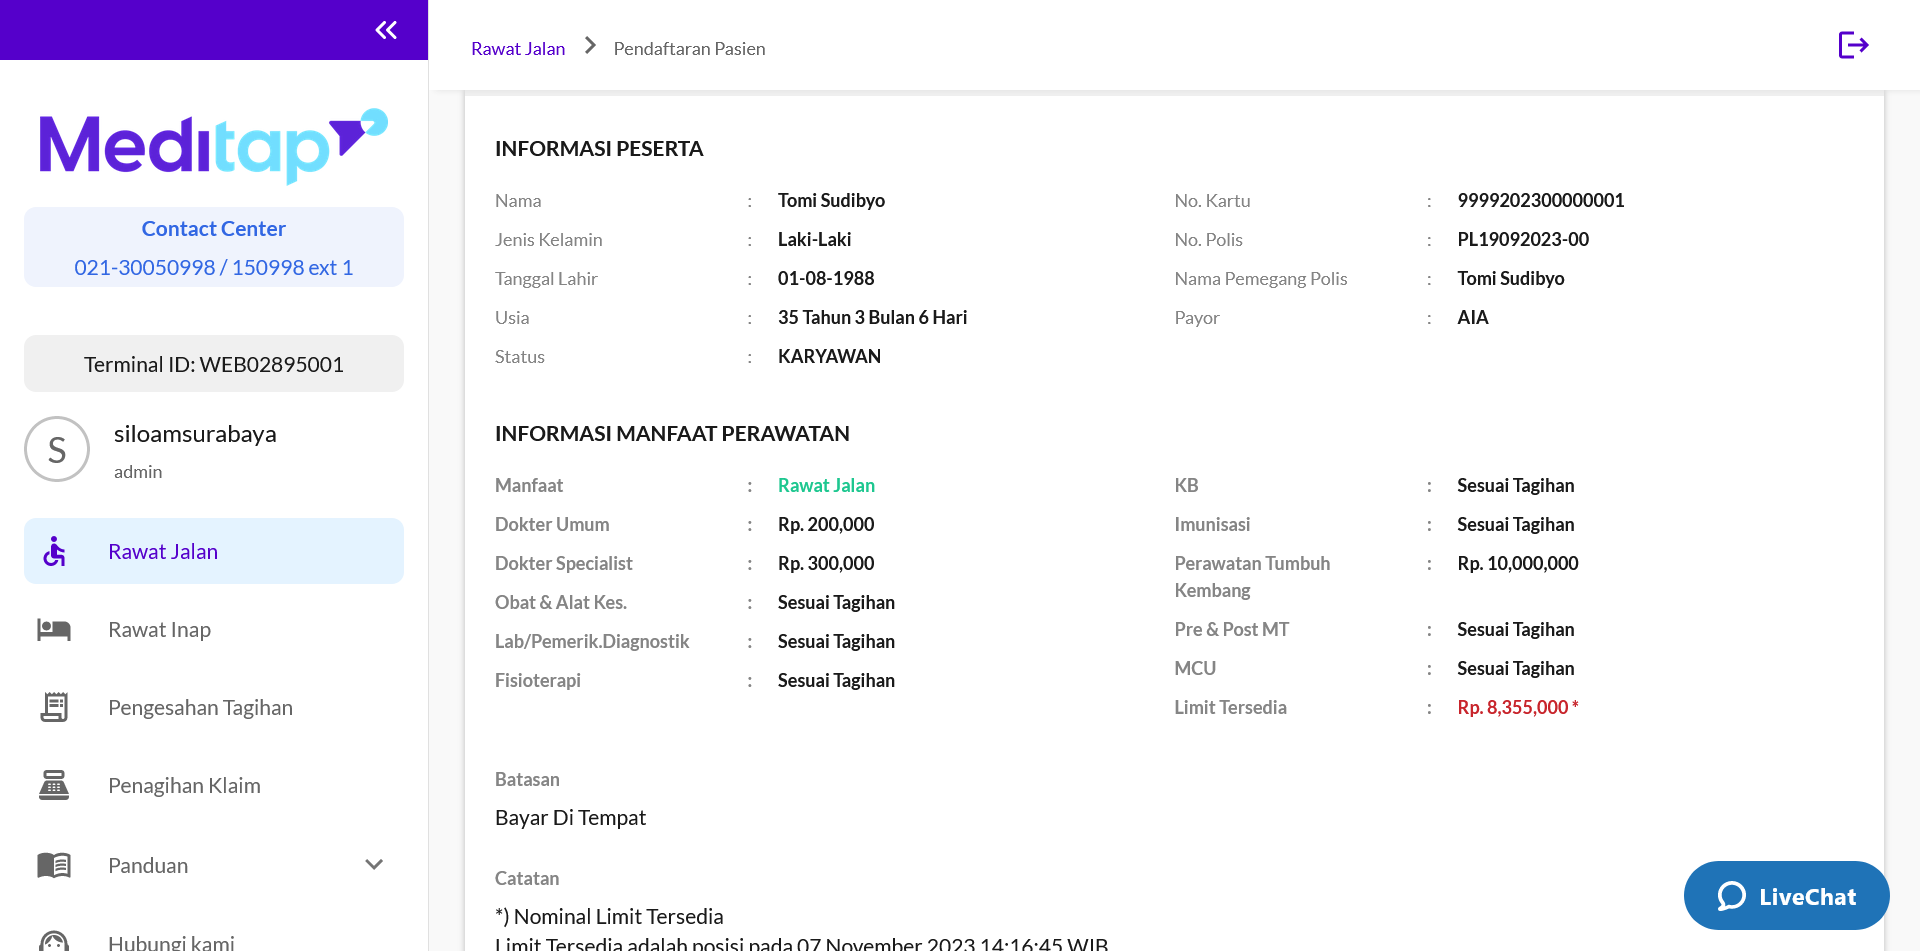 Meditap
Contact Center
021-30050998 / 150998 ext 1
Terminal ID: WEB02895001
S
siloamsurabaya
admin
Rawat Jalan
Rawat Inap
Pengesahan Tagihan
Penagihan Klaim
Panduan
Hubungi kami
Rawat Jalan > Pendaftaran Pasien
INFORMASI PESERTA
Nama : Tomi Sudibyo
Jenis Kelamin : Laki-Laki
Tanggal Lahir : 01-08-1988
Usia : 35 Tahun 3 Bulan 6 Hari
Status : KARYAWAN
No. Kartu : 9999202300000001
No. Polis : PL19092023-00
Nama Pemegang Polis : Tomi Sudibyo
Payor : AIA
INFORMASI MANFAAT PERAWATAN
Manfaat : Rawat Jalan
Dokter Umum : Rp. 200,000
Dokter Specialist : Rp. 300,000
Obat & Alat Kes. : Sesuai Tagihan
Lab/Pemerik.Diagnostik : Sesuai Tagihan
Fisioterapi : Sesuai Tagihan
KB : Sesuai Tagihan
Imunisasi : Sesuai Tagihan
Perawatan Tumbuh : Rp. 10,000,000
Kembang
Pre & Post MT : Sesuai Tagihan
MCU : Sesuai Tagihan
Limit Tersedia : Rp. 8,355,000 *
Batasan
Bayar Di Tempat
Catatan
*) Nominal Limit Tersedia
Limit Tersedia adalah posisi pada 07 November 2023 14:16:45 WIB
LiveChat